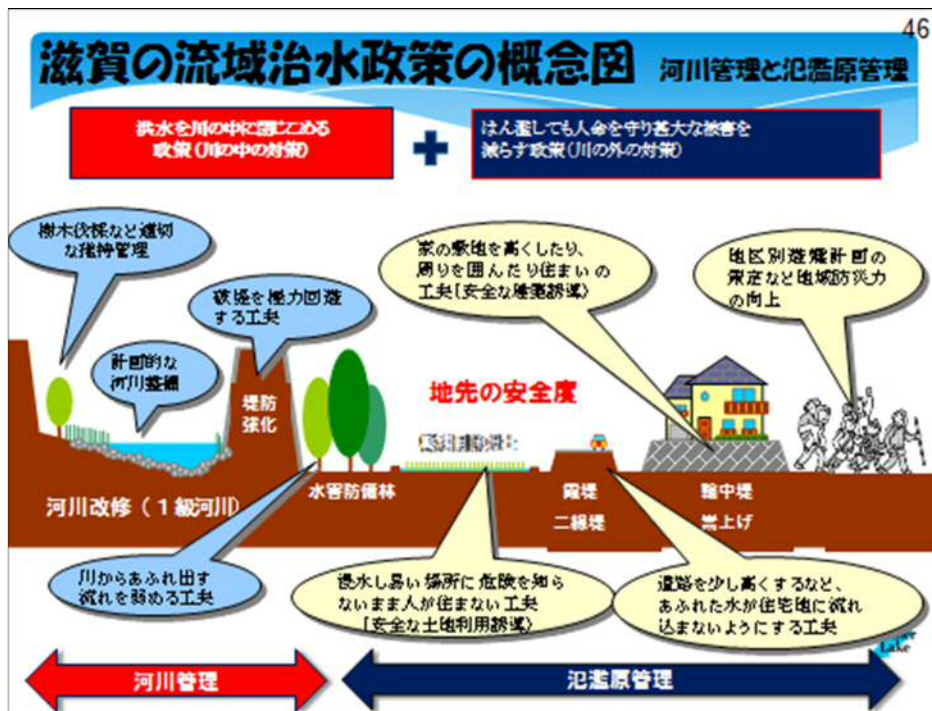 46
滋賀の流域治水政策の概念図 河川管理と氾濫原管理
洪水を川の中に閉じこめる
政策(川の中の対策)
はん濫しても人命を守り甚大な被害を
減らす政策(川の外の対策)
樹木伐採など適切
な維持管理
破堤を極力回避
する工夫
家の敷地を高くしたり、
周りを囲んだり住まいの
工夫[安全な建築誘導〉
地区別避難計画の
策定など地域防災力
の向上
計画的な
河川整備
堤防
強化
地先の安全度
河川改修(1級河川)
水害防備林
霞堤
二線堤
輪中堤
嵩上げ
川からあふれ出す
流れを弱める工夫
浸水し易い場所に危険を知ら
ないまま人が住まない工夫
[安全な土地利用誘導〉
道路を少し高くするなど、
あふれた水が住宅地に流れ
込まないようにする工夫
Lake
河川管理
氾濫原管理